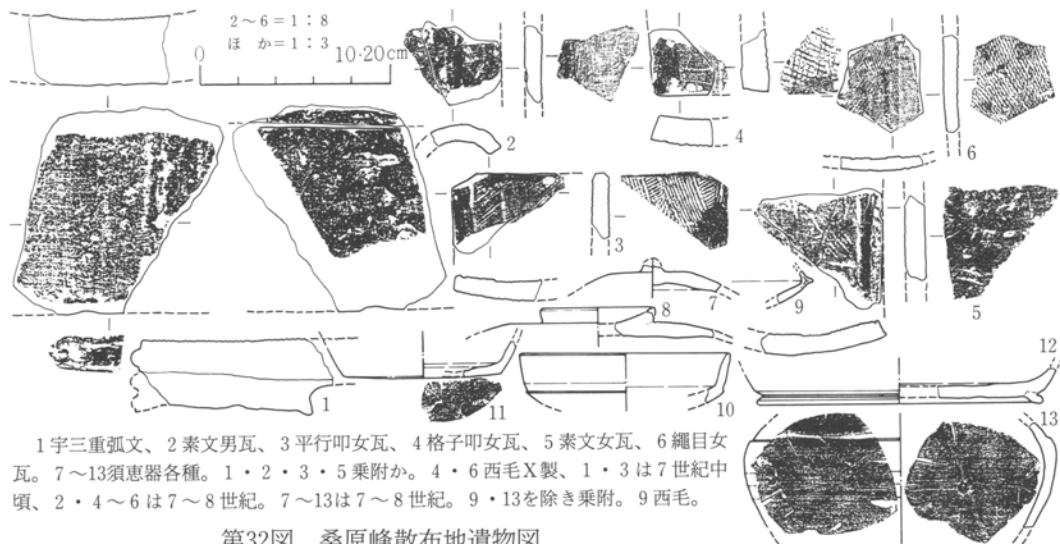 2～6＝1：8
ほか＝1：3
0 10・20cm
2
4
6
3
7
9
5
8
12
1
11
10
13
1宇三重弧文、2素文男瓦、3平行叩女瓦、4格子叩女瓦、5素文女瓦、6縄目女
瓦。7～13須恵器各種。1・2・3・5乗附か。4・6西毛X製、1・3は7世紀中
頃、2・4～6は7～8世紀。7～13は7～8世紀。9・13を除き乗附。9西毛。
第32図 桑原峰散布地遺物図